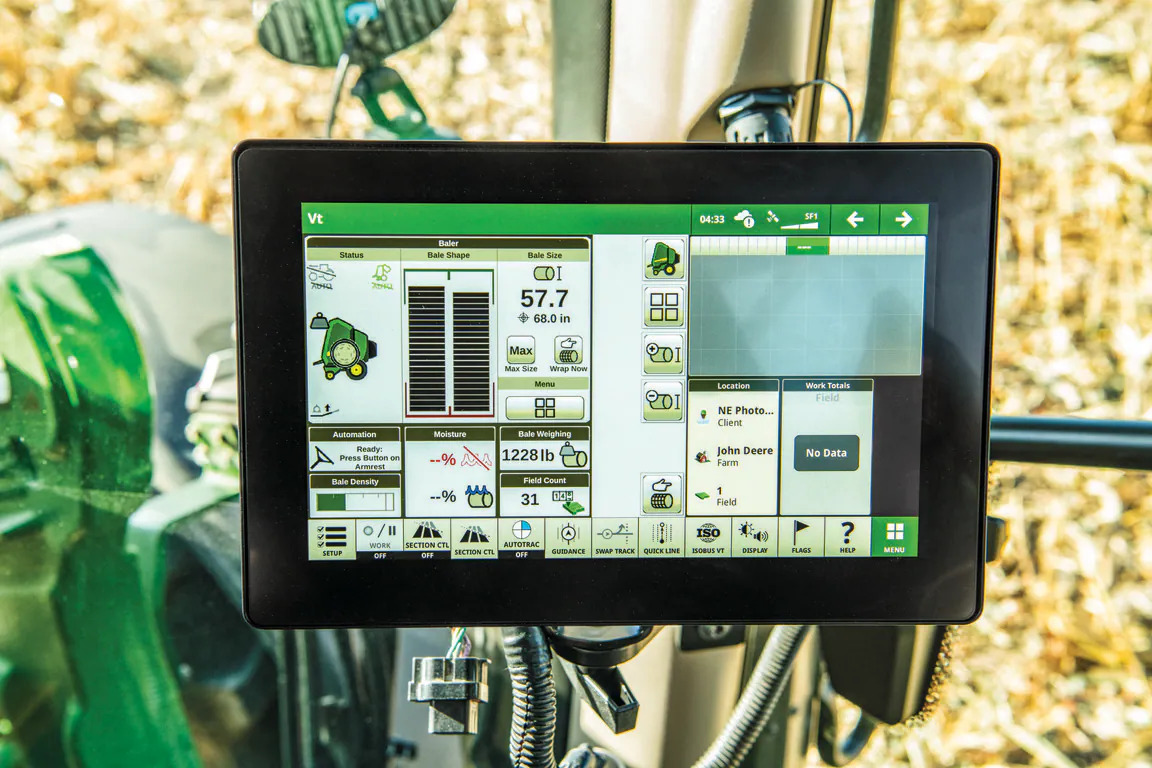 Vt
04:33
SF1
Baler
Status
Bale Shape
Bale Size
AUTO
AUTO
57.7
68.0 in
Max
Max Size
Wrap Now
Menu
Automation
Ready:
Press Button on
Armrest
Moisture
--%
--%
Bale Weighing
1228 lb
Bale Density
Field Count
31
Location
NE Photo...
Client
John Deere
Farm
1
Field
Work Totals
Field
No Data
SETUP
WORK
OFF
SECTION CTL
OFF
SECTION CTL
AUTOTRAC
OFF
GUIDANCE
SWAP TRACK
QUICK LINE
ISO
ISOBUS VT
DISPLAY
FLAGS
?
HELP
MENU